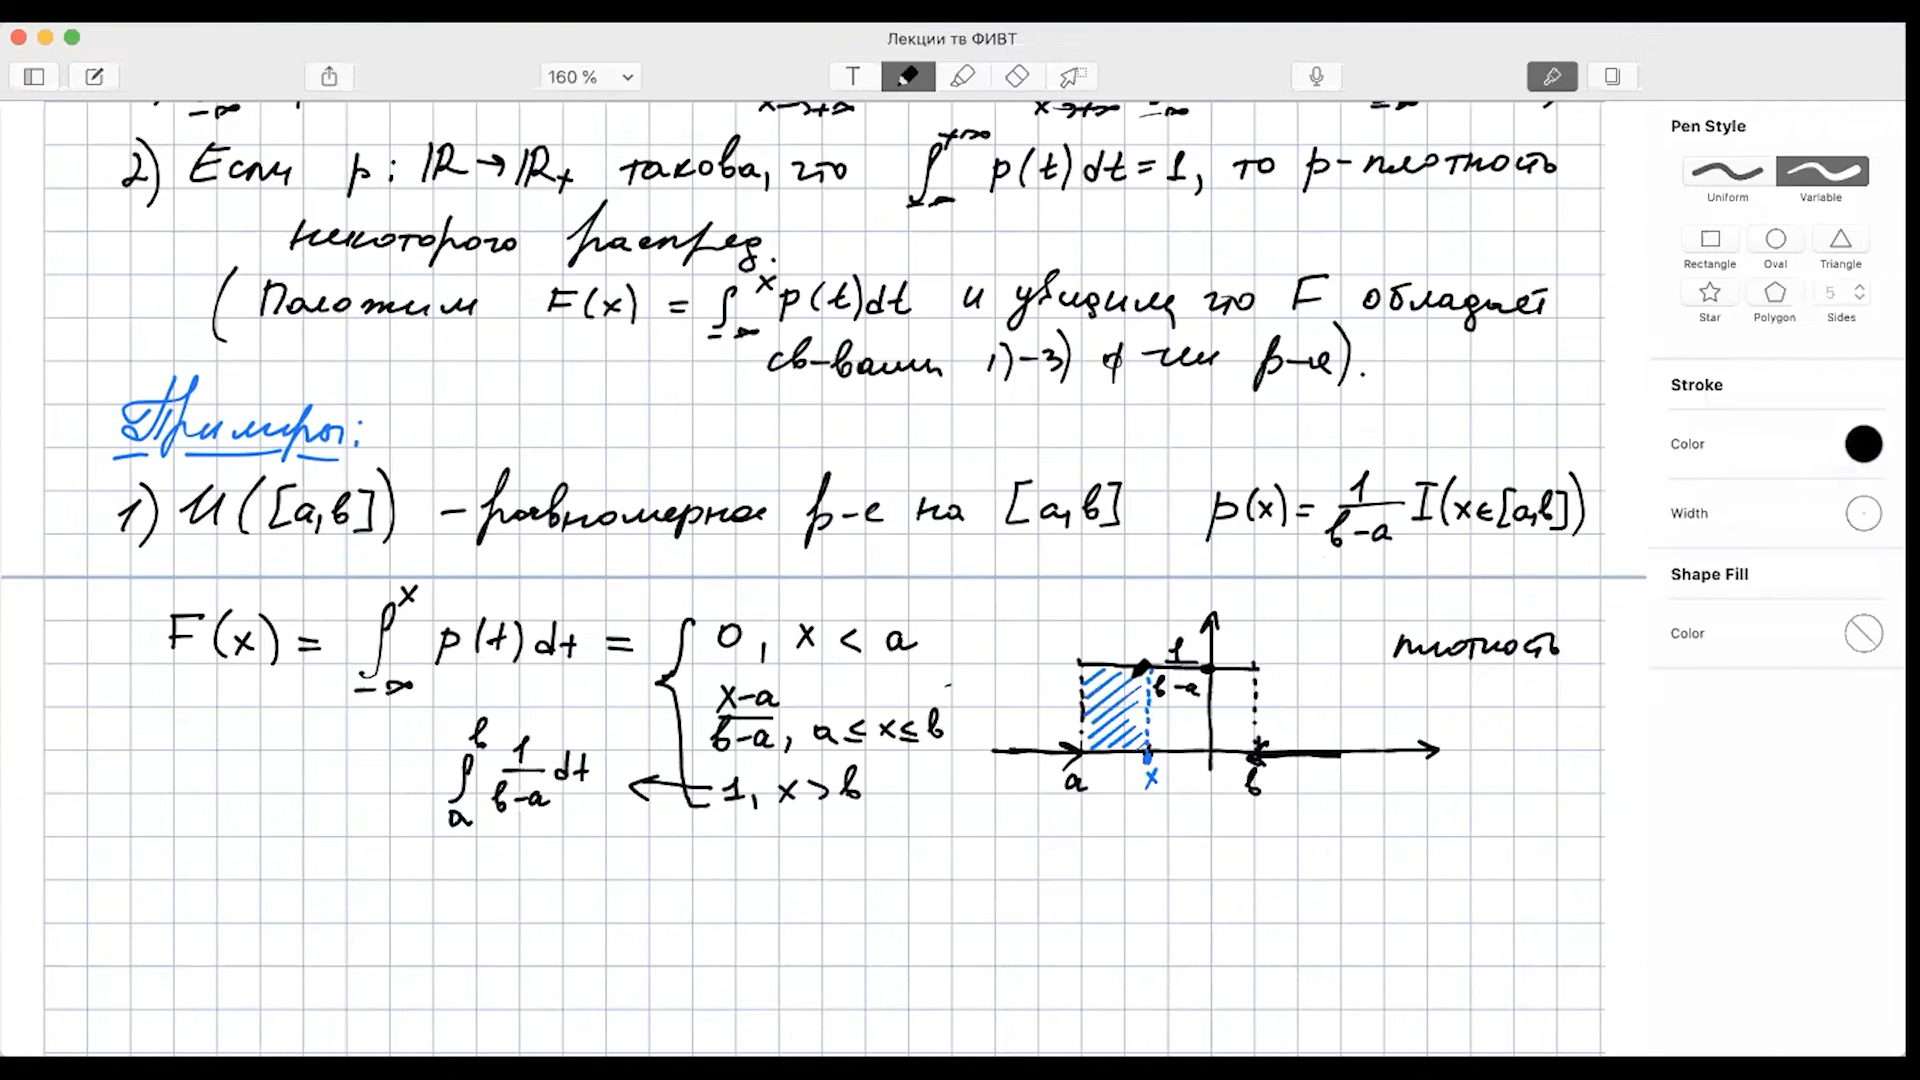 Лекции тв ФИВТ
160 %
T
Pen Style
Uniform
Variable
Rectangle
Oval
Triangle
Star
Polygon
5
Sides
Stroke
Color
Width
Shape Fill
Color
−∞ x→+∞ x→+∞ −∞ −∞
2) Если p: ℝ→ℝ₊ такова, что ∫_{-∞}^{+∞} p(t)dt=1, то p-плотность
некоторого распред.
(Положим F(x) = ∫_{-∞}^{x} p(t)dt и увидим, что F обладает
св-вами 1)-3) ф-ии р-я).
Примеры:
1) U([a,b]) - равномерное р-е на [a,b] p(x) = 1/(b-a) I(x∈[a,b])
F(x) = ∫_{-∞}^{x} p(t)dt = { 0, x < a
(x-a)/(b-a), a ≤ x ≤ b
1, x > b
∫_{a}^{b} 1/(b-a) dt ←
плотность
1/(b-a)
a x b